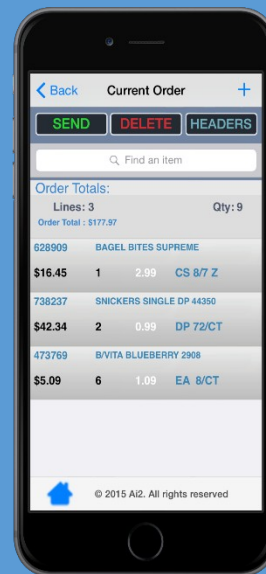 Back Current Order +
SEND DELETE HEADERS
Find an item
Order Totals:
Lines: 3 Qty: 9
Order Total : $177.97
628909 BAGEL BITES SUPREME
$16.45 1 2.99 CS 8/7 Z
738237 SNICKERS SINGLE DP 44350
$42.34 2 0.99 DP 72/CT
473769 B/VITA BLUEBERRY 2908
$5.09 6 1.09 EA 8/CT
© 2015 Ai2. All rights reserved